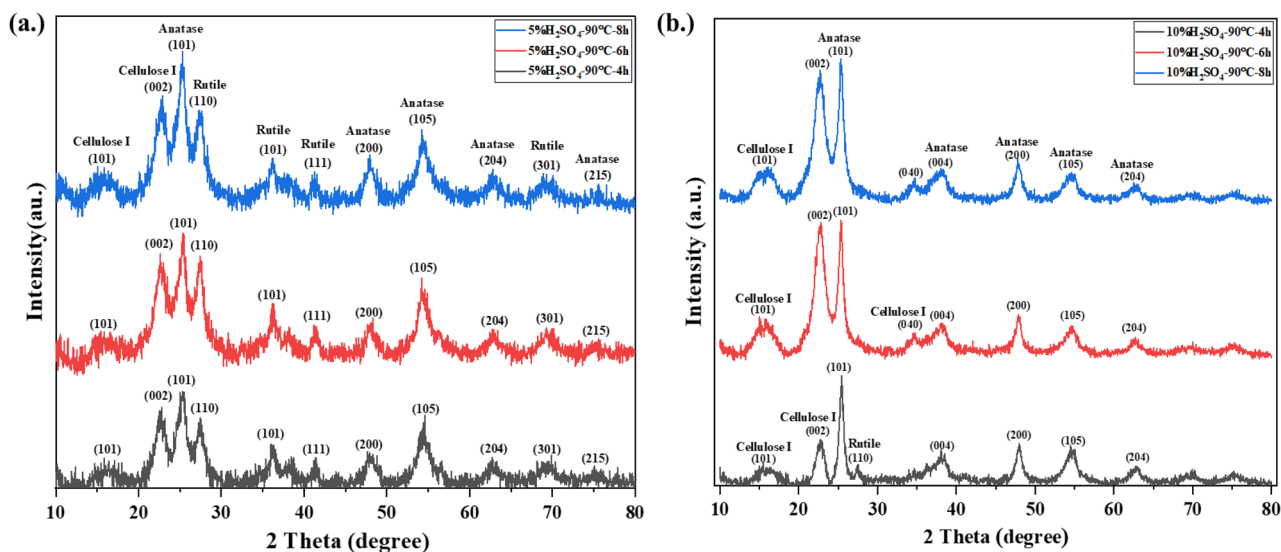 (a.)
5%H₂SO₄-90°C-8h
5%H₂SO₄-90°C-6h
5%H₂SO₄-90°C-4h
Anatase
(101)
Cellulose I
(002)
Rutile
(110)
Cellulose I
(101)
Rutile
(101)
Rutile
(111)
Anatase
(200)
Anatase
(105)
Anatase
(204)
Rutile
(301)
Anatase
(215)
(101)
(002)
(101)
(110)
(101)
(111)
(200)
(105)
(204)
(301)
(215)
(101)
(002)
(101)
(110)
(101)
(111)
(200)
(105)
(204)
(301)
(215)
Intensity(au.)
10 20 30 40 50 60 70 80
2 Theta (degree)
(b.)
10%H₂SO₄-90°C-4h
10%H₂SO₄-90°C-6h
10%H₂SO₄-90°C-8h
Cellulose I
(101)
(002)
Anatase
(101)
(040)
Anatase
(004)
Anatase
(200)
Anatase
(105)
Anatase
(204)
Cellulose I
(101)
(002)
(101)
Cellulose I
(040)
(004)
(200)
(105)
(204)
Cellulose I
(101)
Cellulose I
(002)
(101)
Rutile
(110)
(004)
(200)
(105)
(204)
Intensity (a.u.)
10 20 30 40 50 60 70 80
2 Theta (degree)